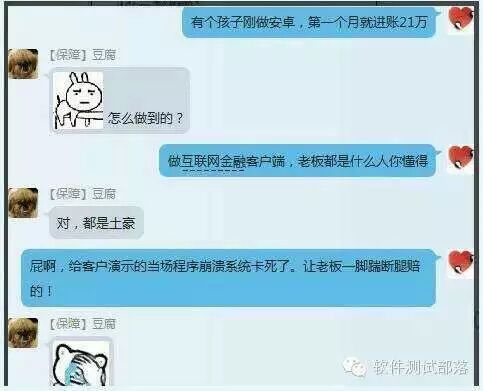 有个孩子刚做安卓，第一个月就进账21万
【保障】豆腐
怎么做到的？
做互联网金融客户端，老板都是什么人你懂得
【保障】豆腐
对，都是土豪
屁啊，给客户演示的当场程序崩溃系统卡死了。让老板一脚踹断腿赔
的！
【保障】豆腐
软件测试部落